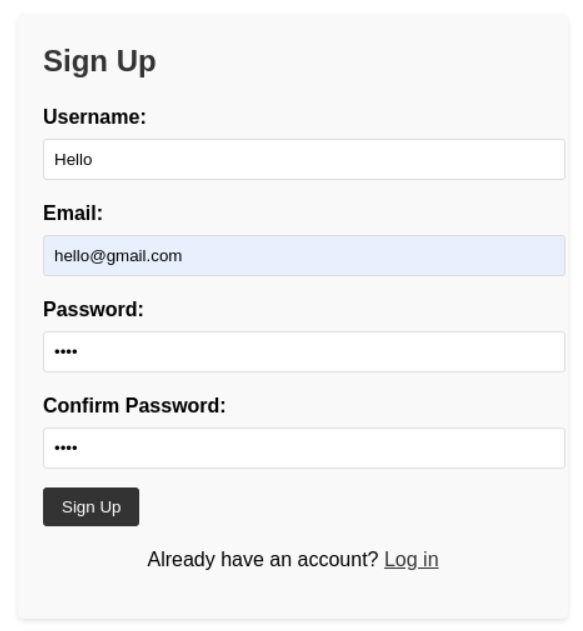 Sign Up
Username:
Hello
Email:
hello@gmail.com
Password:
••••
Confirm Password:
••••
Sign Up
Already have an account? Log in